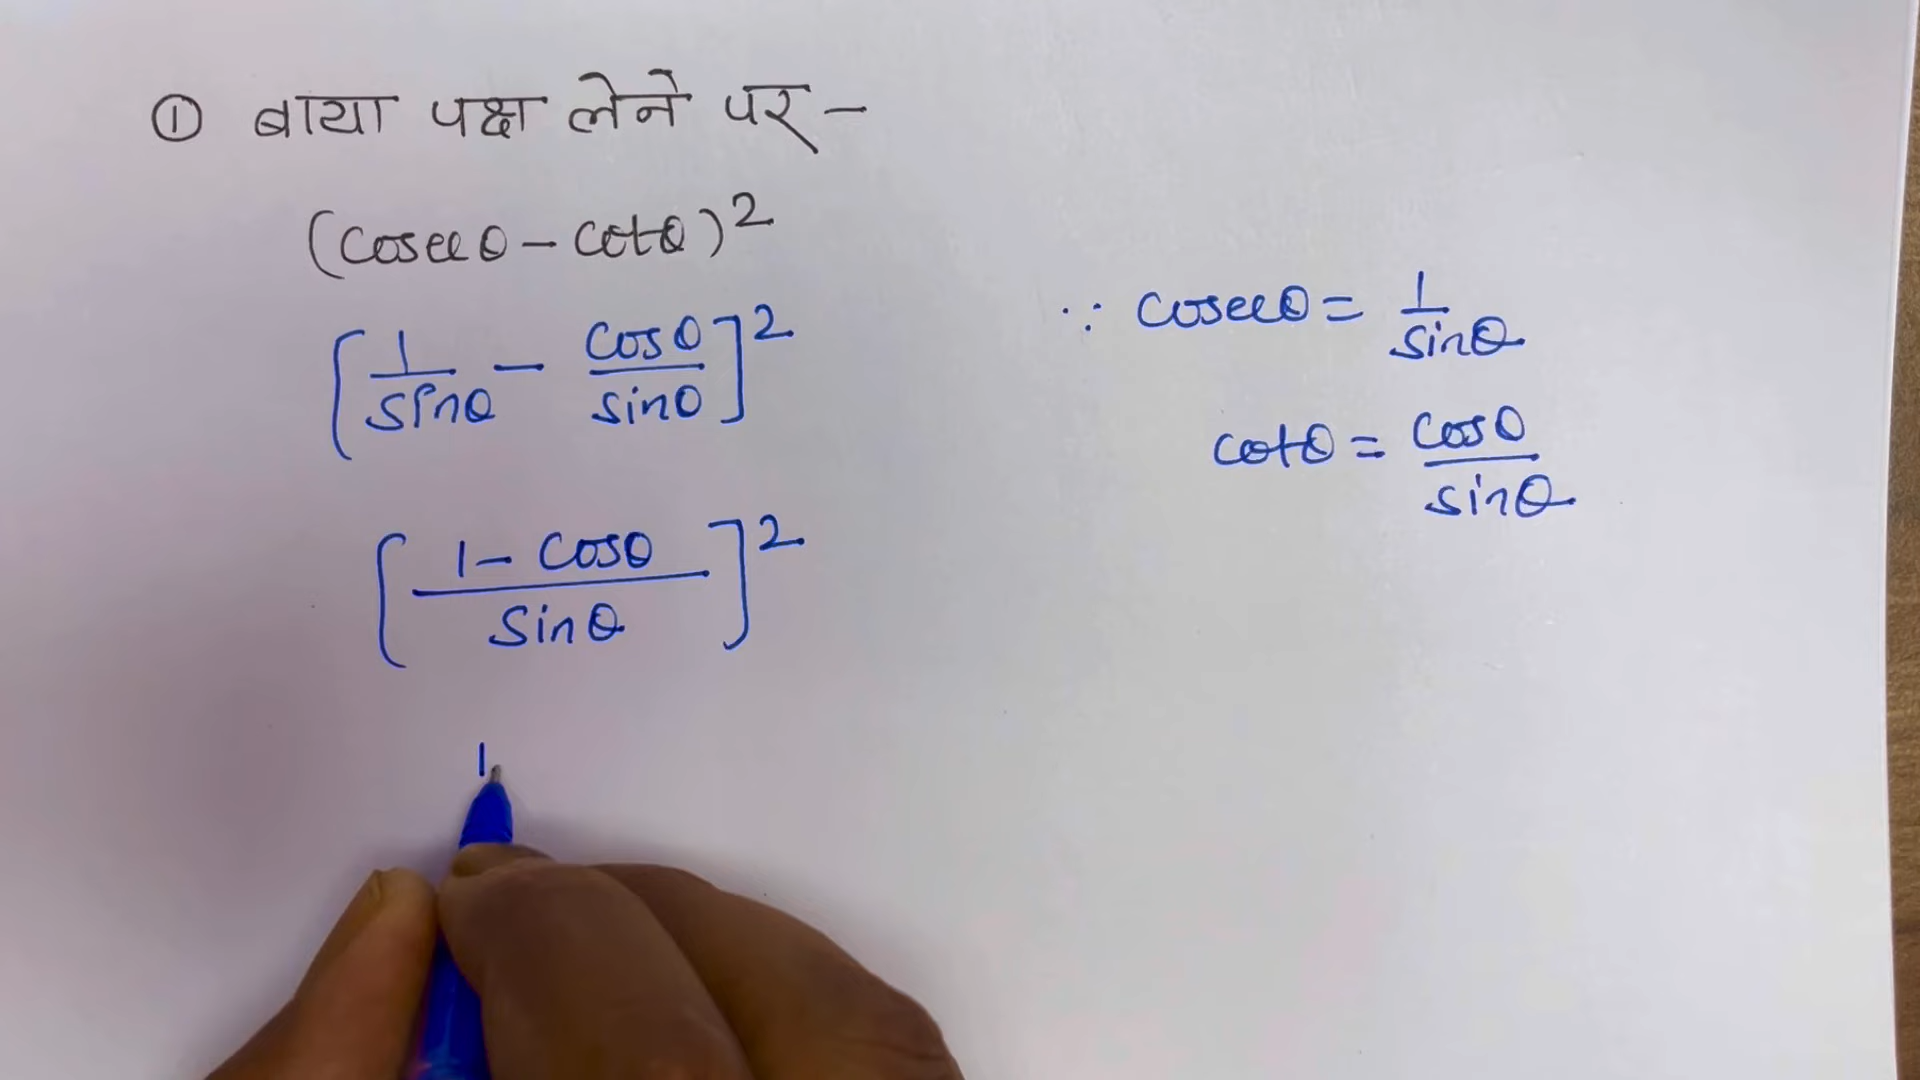 ① बाया पक्ष लेने पर -
(cosecθ - cotθ)²
[1/sinθ - cosθ/sinθ]²
[1 - cosθ/sinθ]²
1
∵ cosecθ = 1/sinθ
cotθ = cosθ/sinθ